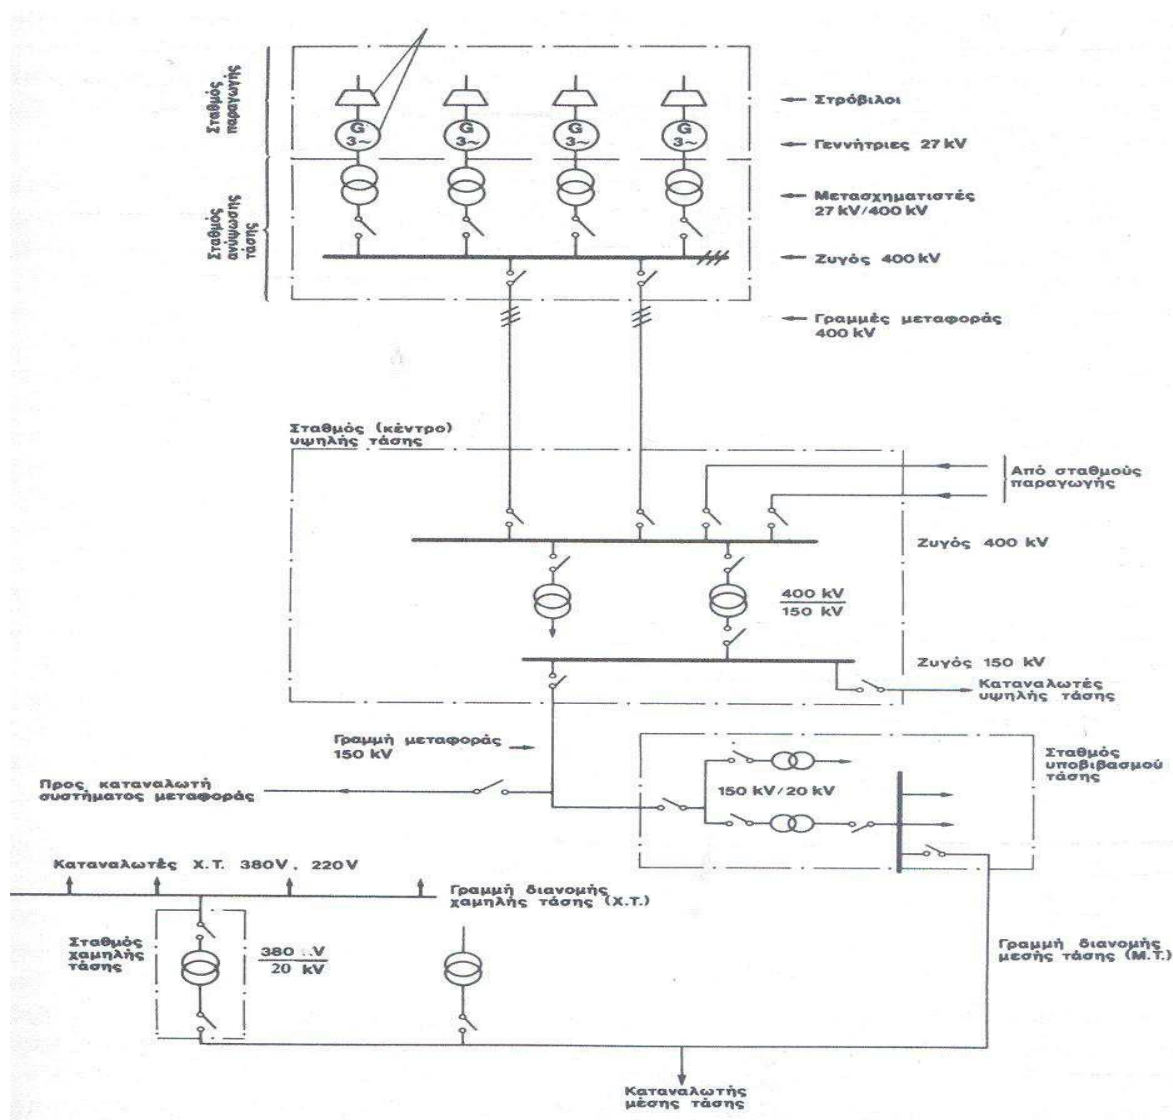 Σταθμός
παραγωγής
Σταθμός
ανύψωσης
τάσης
G
3~
G
3~
G
3~
G
3~
Στρόβιλοι
Γεννήτριες 27 kV
Μετασχηματιστές
27 kV/400 kV
Ζυγός 400 kV
Γραμμές μεταφοράς
400 kV
Σταθμός (κέντρο)
υψηλής τάσης
Από σταθμούς
παραγωγής
Ζυγός 400 kV
400 kV
150 kV
Ζυγός 150 kV
Καταναλωτές
υψηλής τάσης
Γραμμή μεταφοράς
150 kV
Σταθμός
υποβιβασμού
τάσης
Προς καταναλωτή
συστήματος μεταφοράς
150 kV/20 kV
Καταναλωτές Χ.Τ. 380V, 220V
Γραμμή διανομής
χαμηλής τάσης (Χ.Τ.)
Σταθμός
χαμηλής
τάσης
380 V
20 kV
Γραμμή διανομής
μεσής τάσης (Μ.Τ.)
Καταναλωτής
μέσης τάσης